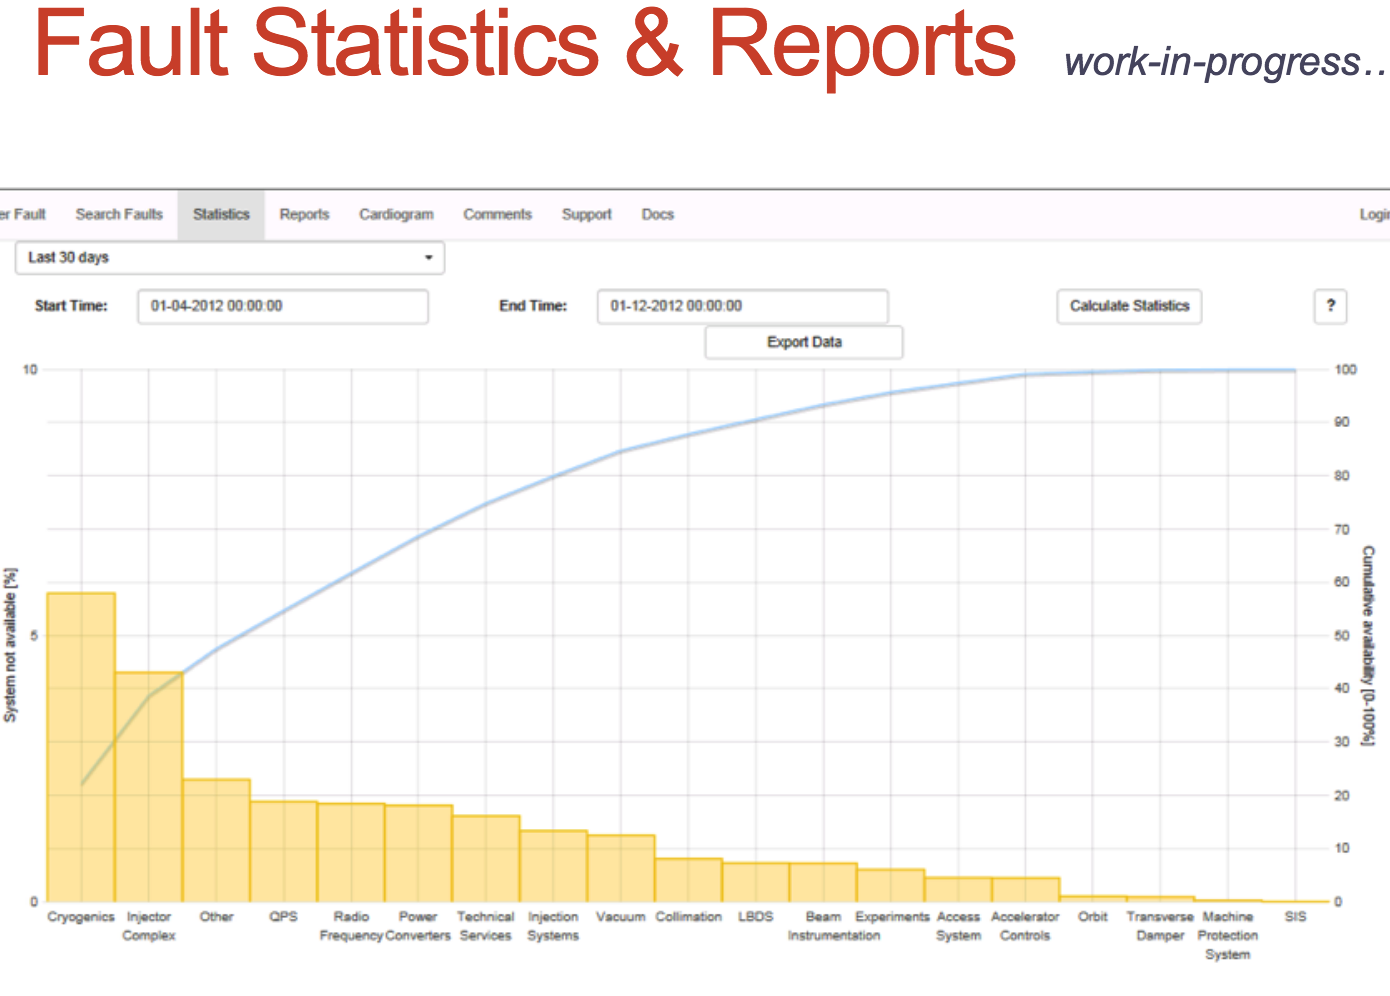 Fault Statistics & Reports work-in-progress..
er Fault Search Faults Statistics Reports Cardiogram Comments Support Docs Login
Last 30 days
Start Time: 01-04-2012 00:00:00 End Time: 01-12-2012 00:00:00 Calculate Statistics ?
Export Data
10
5
0
System not available [%]
100
90
80
70
60
50
40
30
20
10
0
Cumulative availability [0-100%]
Cryogenics
Injector
Complex
Other
QPS
Radio
Frequency
Power
Converters
Technical
Services
Injection
Systems
Vacuum
Collimation
LBDS
Beam
Instrumentation
Experiments
Access
System
Accelerator
Controls
Orbit
Transverse
Damper
Machine
Protection
System
SIS